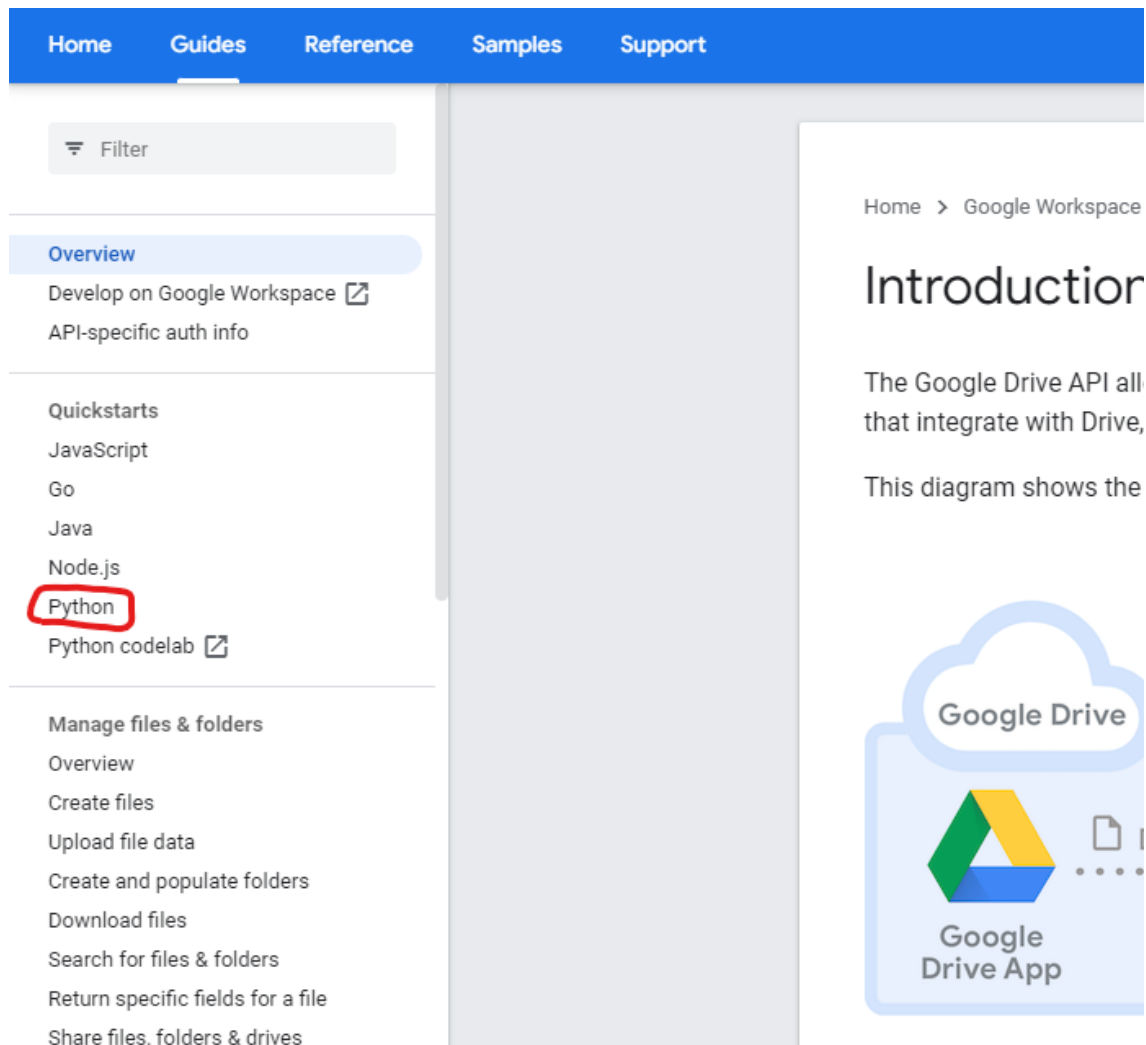 Home Guides Reference Samples Support
Filter
Overview
Develop on Google Workspace
API-specific auth info
Quickstarts
JavaScript
Go
Java
Node.js
Python
Python codelab
Manage files & folders
Overview
Create files
Upload file data
Create and populate folders
Download files
Search for files & folders
Return specific fields for a file
Share files, folders & drives
Home > Google Workspace
Introduction
The Google Drive API
that integrate with Drive,
This diagram shows the
Google Drive
Google
Drive App